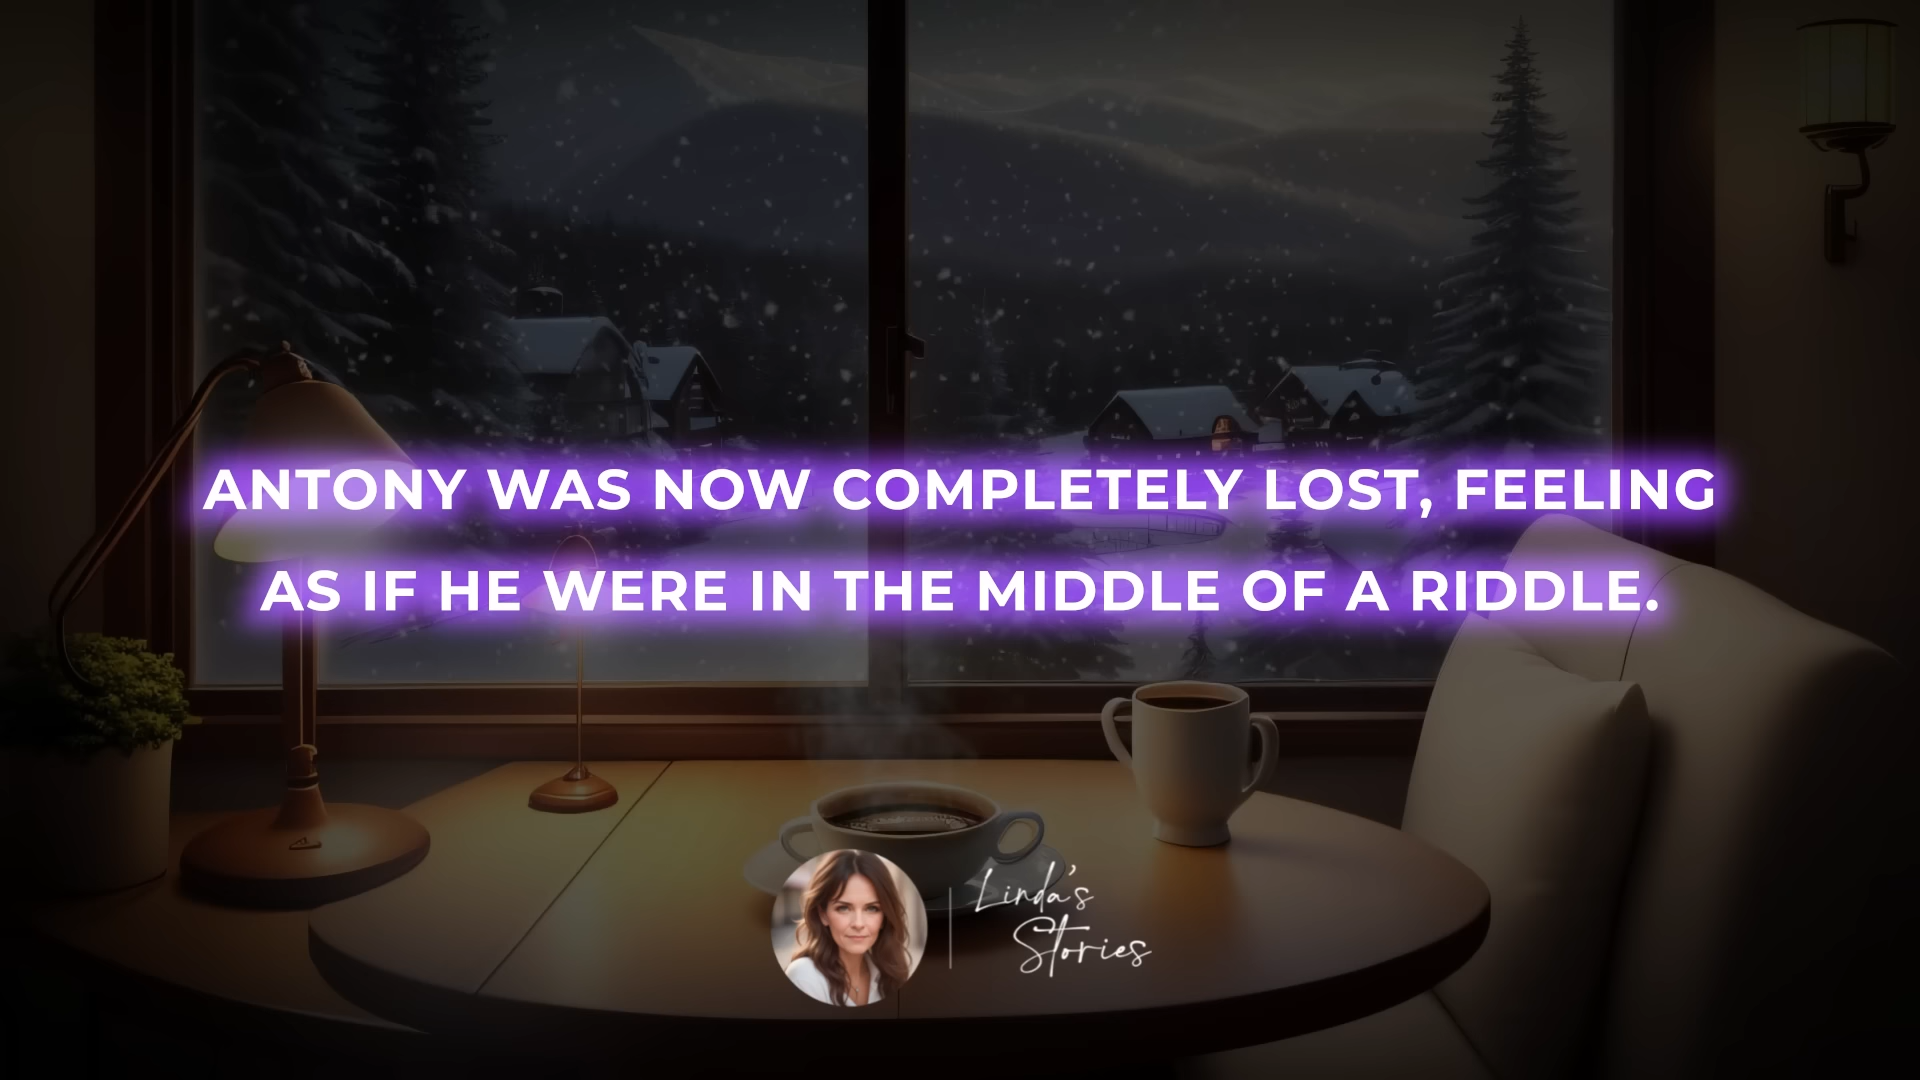 ANTONY WAS NOW COMPLETELY LOST, FEELING
AS IF HE WERE IN THE MIDDLE OF A RIDDLE.
Linda's
Stories